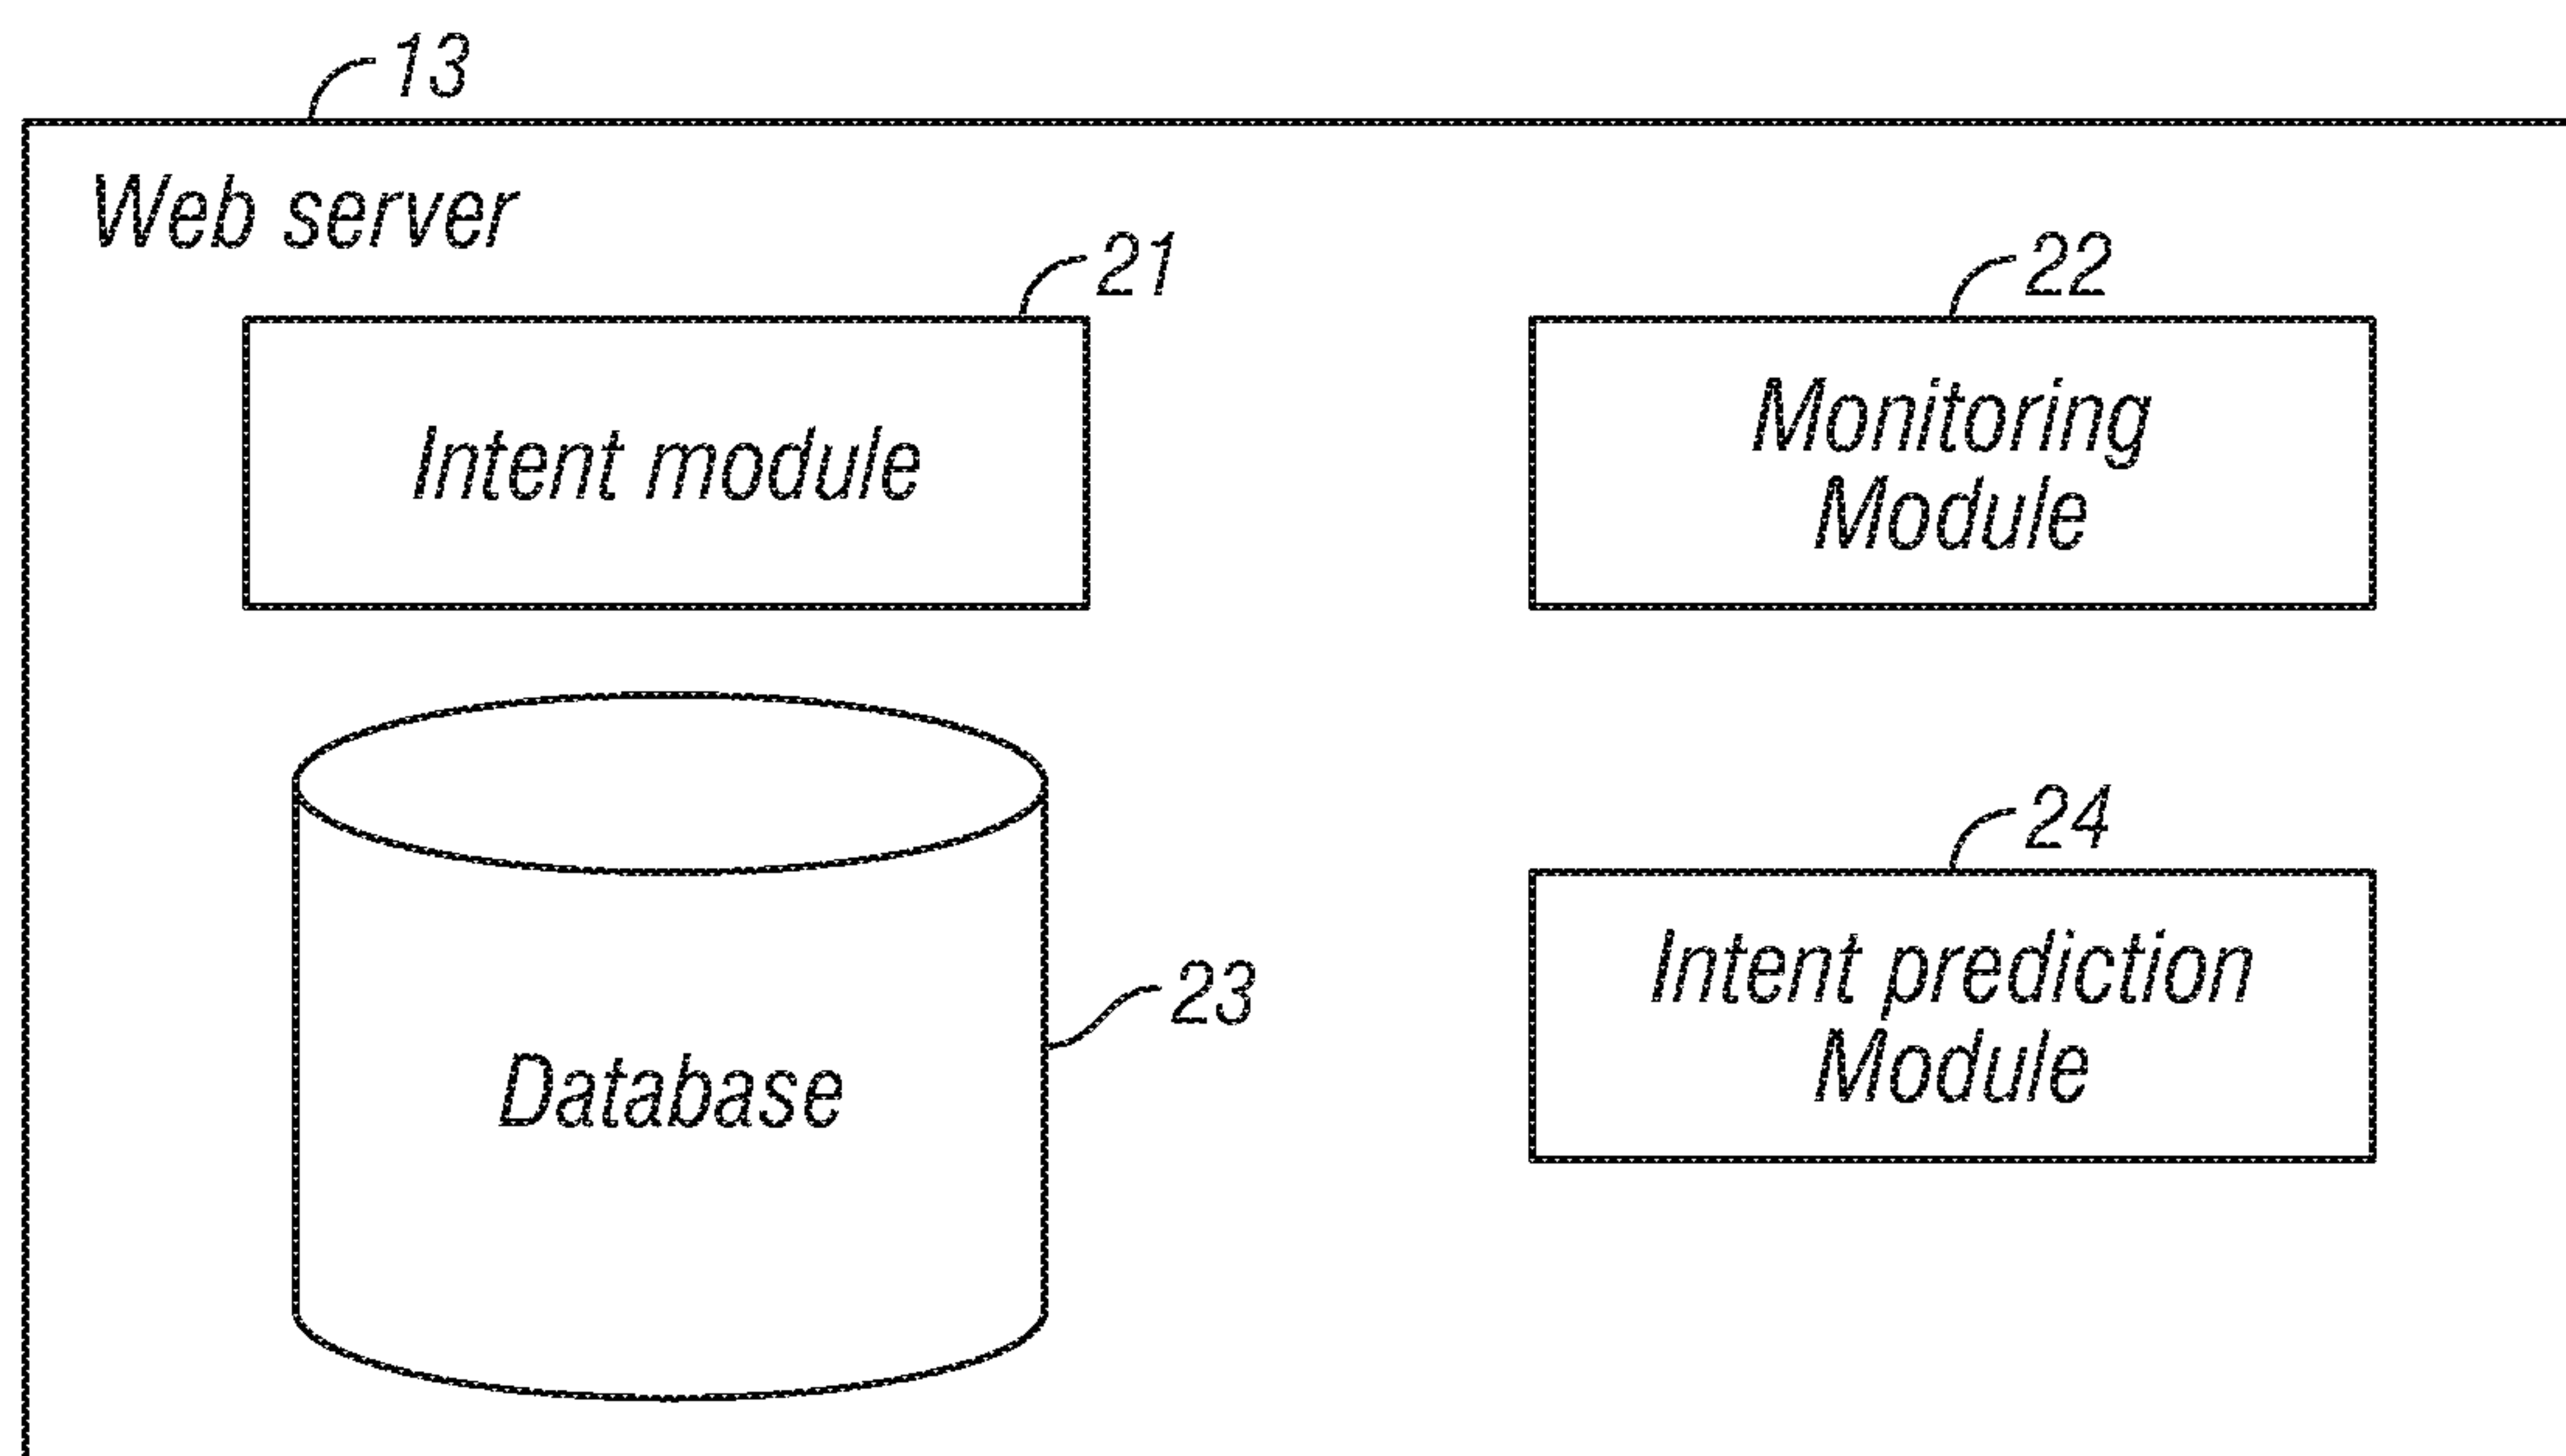 13
Web server
21
Intent module
22
Monitoring
Module
Database
23
24
Intent prediction
Module